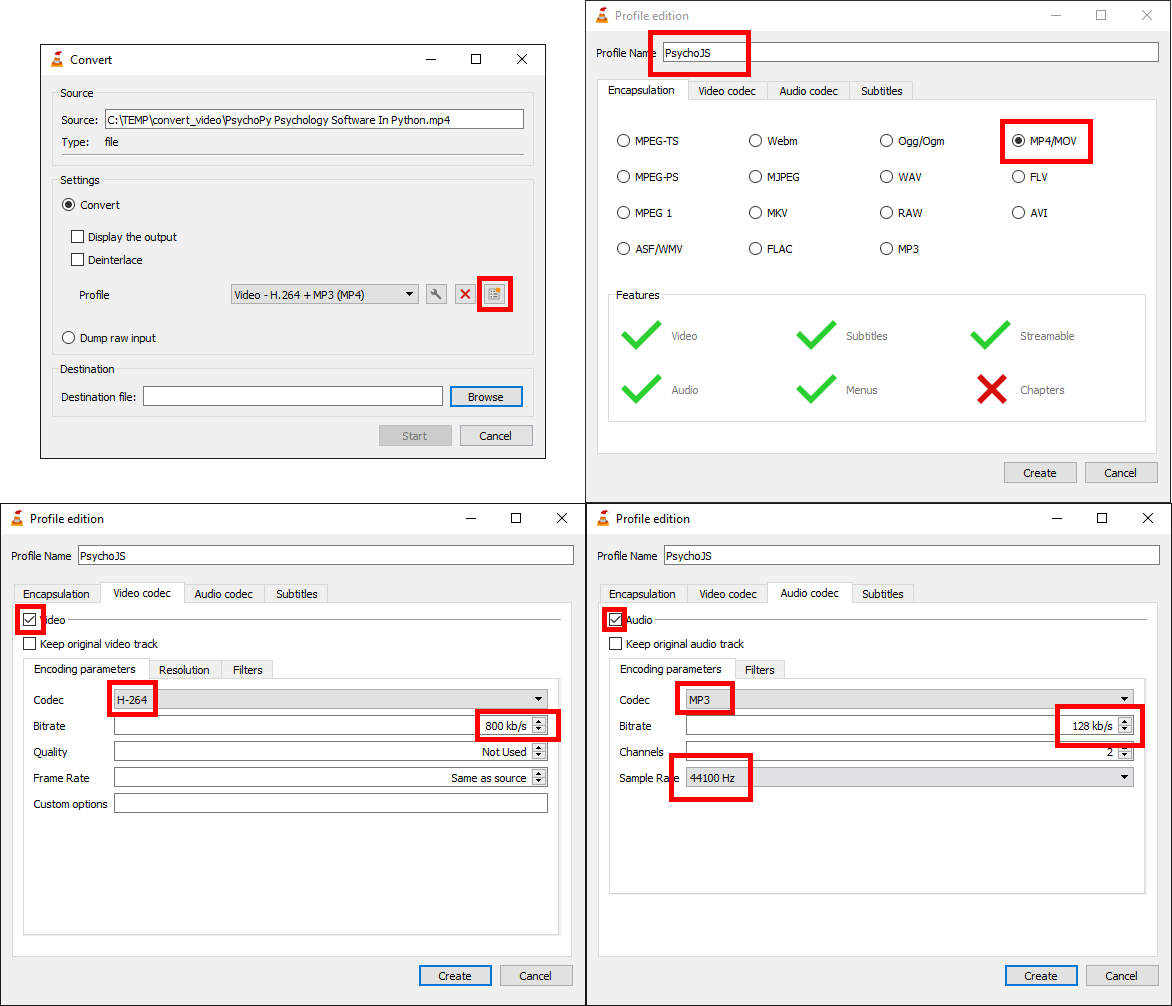 Convert
Source
Source: C:\TEMP\convert_video\PsychoPy Psychology Software In Python.mp4
Type: file
Settings
Convert
Display the output
Deinterlace
Profile Video - H.264 + MP3 (MP4)
Dump raw input
Destination
Destination file: Browse
Start Cancel
Profile edition
Profile Name PsychoJS
Encapsulation Video codec Audio codec Subtitles
MPEG-TS Webm Ogg/Ogm MP4/MOV
MPEG-PS MJPEG WAV FLV
MPEG 1 MKV RAW AVI
ASF/WMV FLAC MP3
Features
Video Subtitles Streamable
Audio Menus Chapters
Create Cancel
Profile edition
Profile Name PsychoJS
Encapsulation Video codec Audio codec Subtitles
Video
Keep original video track
Encoding parameters Resolution Filters
Codec H-264
Bitrate 800 kb/s
Quality Not Used
Frame Rate Same as source
Custom options
Create Cancel
Profile edition
Profile Name PsychoJS
Encapsulation Video codec Audio codec Subtitles
Audio
Keep original audio track
Encoding parameters Filters
Codec MP3
Bitrate 128 kb/s
Channels 2
Sample Rate 44100 Hz
Create Cancel